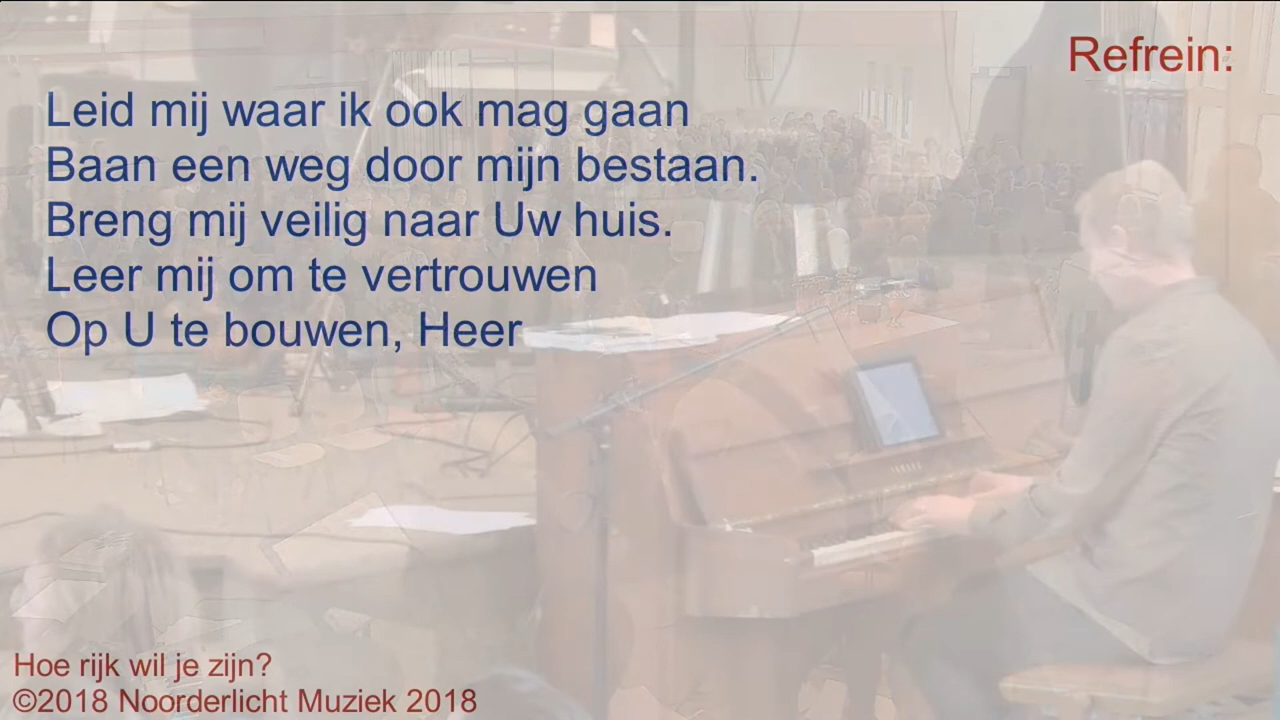 Refrein:
Leid mij waar ik ook mag gaan
Baan een weg door mijn bestaan.
Breng mij veilig naar Uw huis.
Leer mij om te vertrouwen
Op U te bouwen, Heer
YAMAHA
Hoe rijk wil je zijn?
©2018 Noorderlicht Muziek 2018